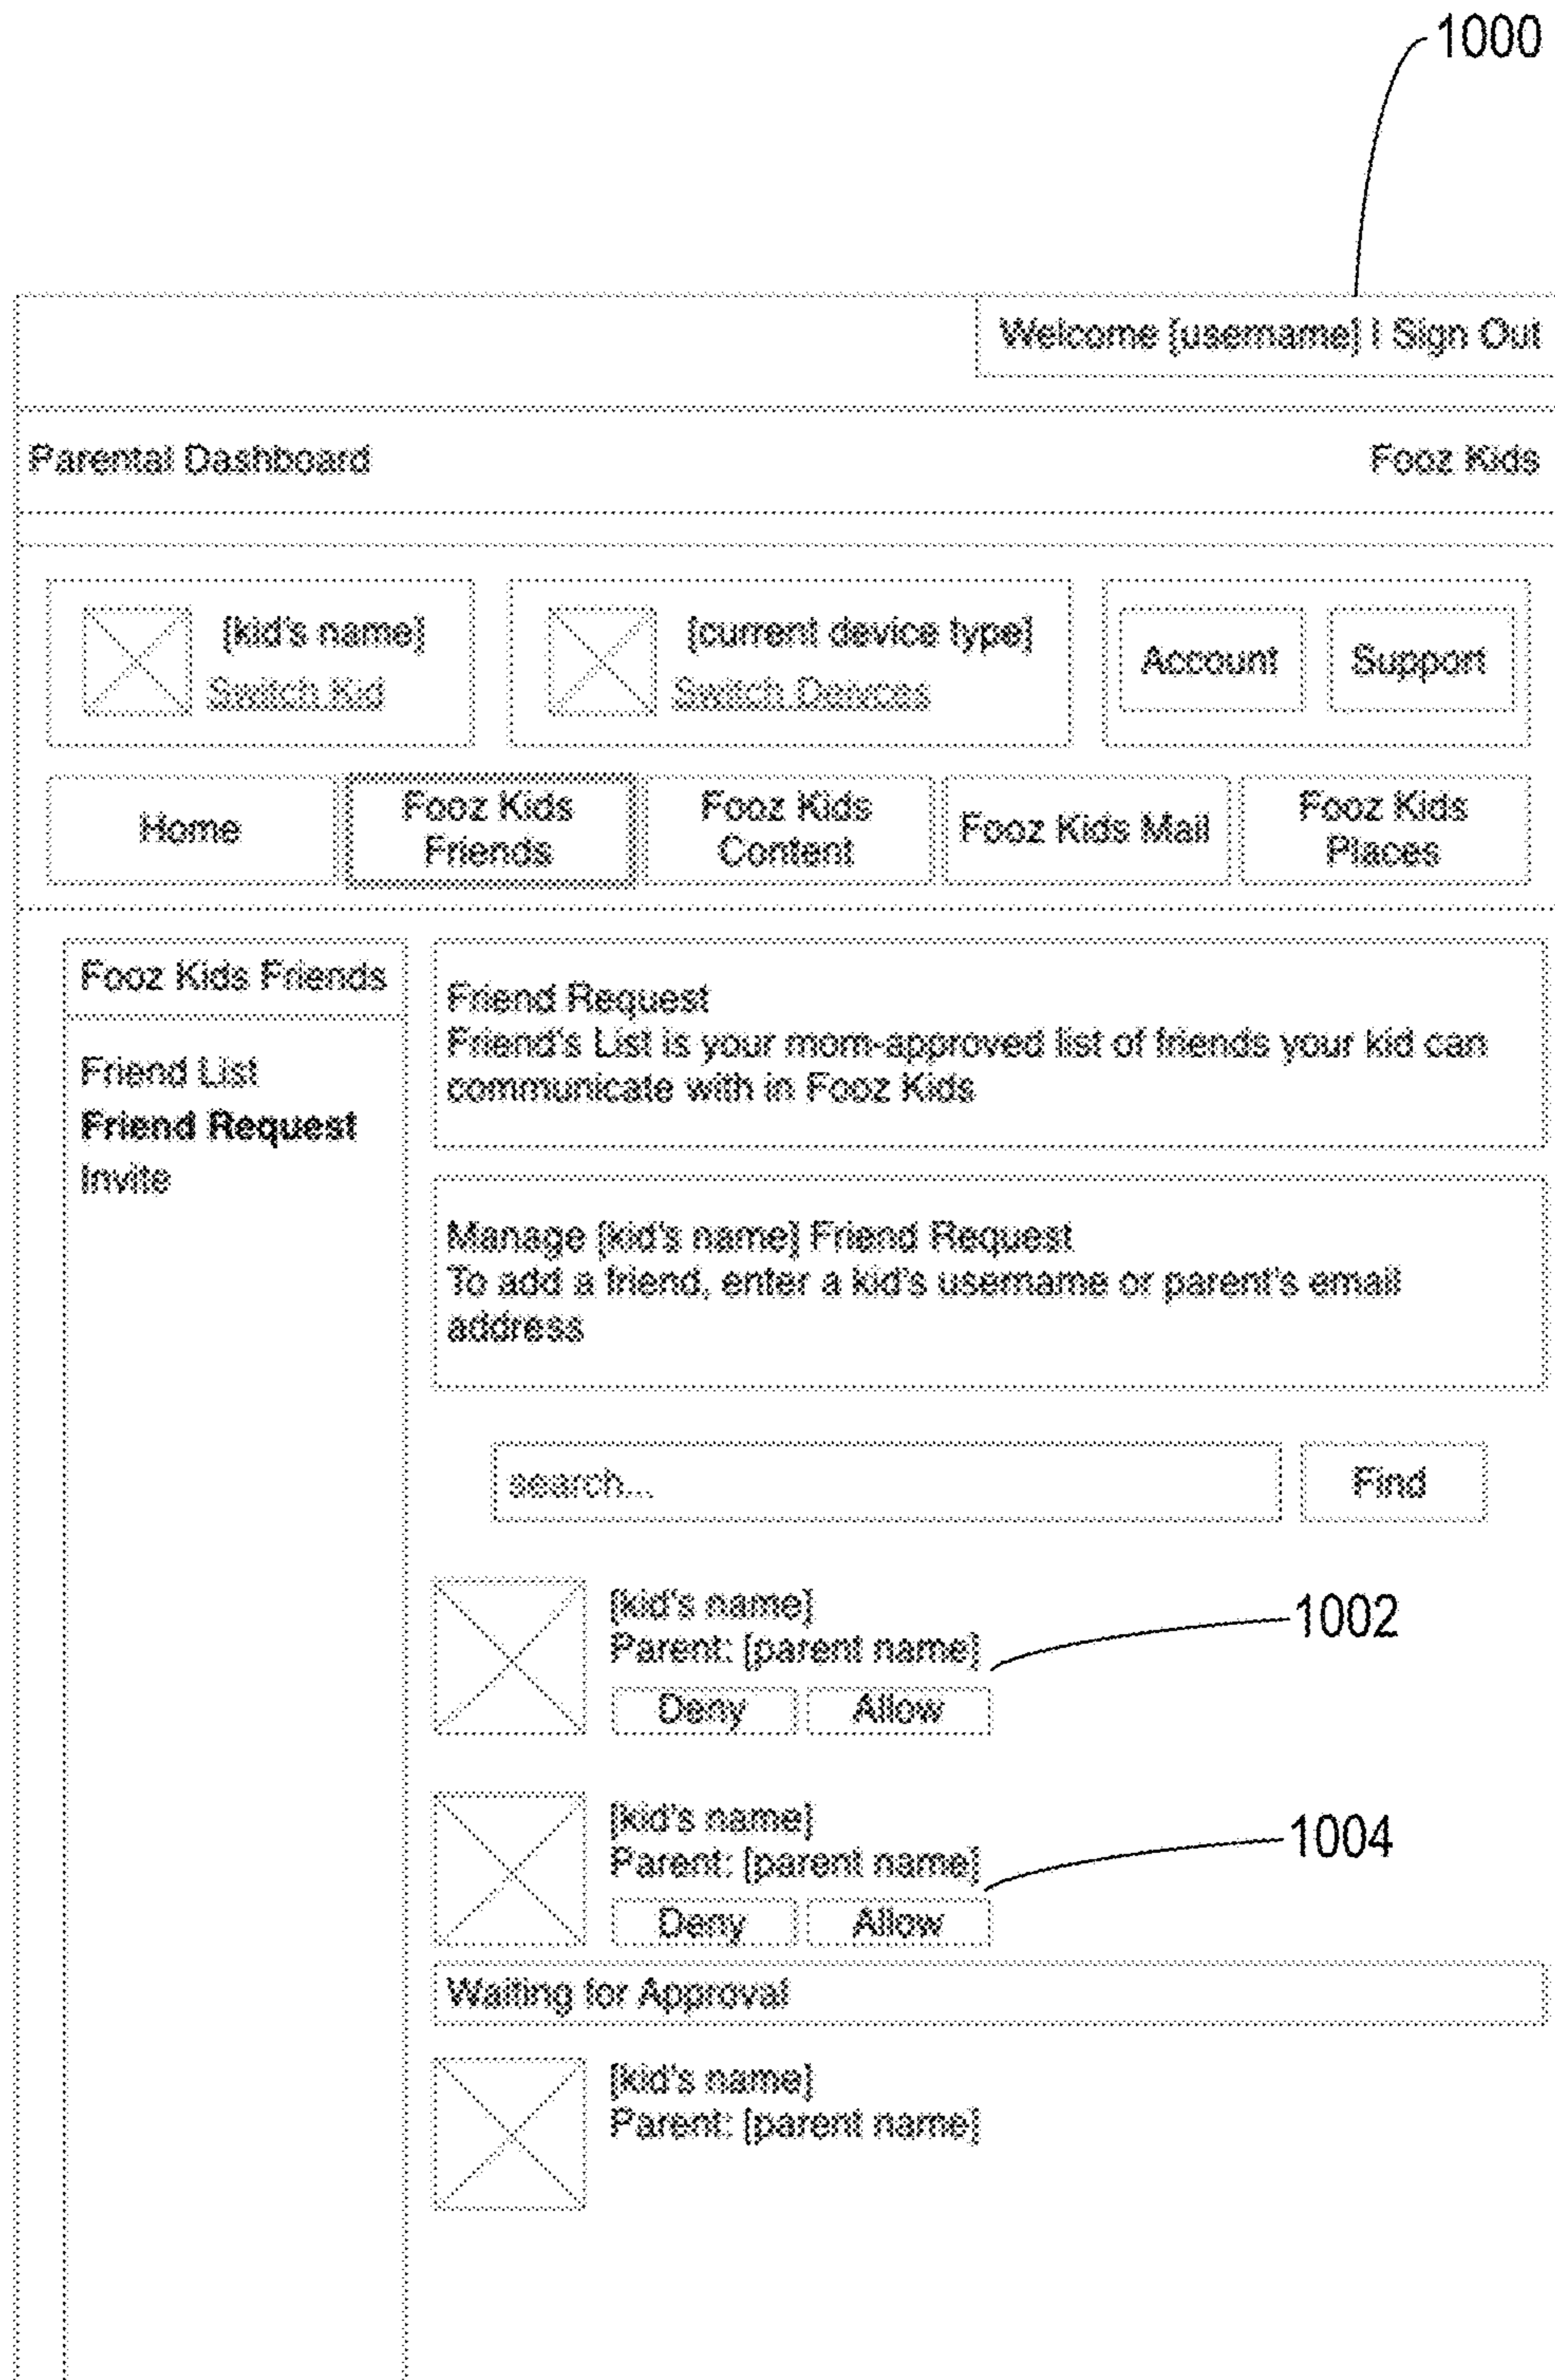 1000
Welcome [username] | Sign Out
Parental Dashboard
Fooz Kids
[kid's name]
Switch Kid
[current device type]
Switch Deivces
Account
Support
Home
Fooz Kids
Friends
Fooz Kids
Content
Fooz Kids Mail
Fooz Kids
Places
Fooz Kids Friends
Friend List
Friend Request
Invite
Friend Request
Friend's List is your mom-approved list of friends your kid can
communicate with in Fooz Kids
Manage [kid's name] Friend Request
To add a friend, enter a kid's username or parent's email
address
search...
Find
[kid's name]
Parent: [parent name]
Deny
Allow
1002
[kid's name]
Parent: [parent name]
Deny
Allow
1004
Waiting for Approval
[kid's name]
Parent: [parent name]